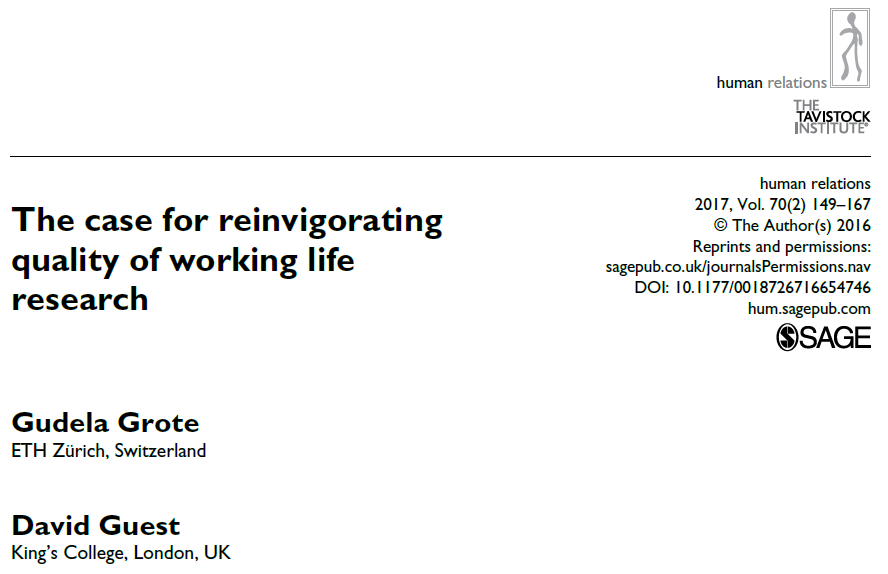 human relations
THE
TAVISTOCK
INSTITUTE®
human relations
2017, Vol. 70(2) 149–167
© The Author(s) 2016
Reprints and permissions:
sagepub.co.uk/journalsPermissions.nav
DOI: 10.1177/0018726716654746
hum.sagepub.com
SAGE
The case for reinvigorating
quality of working life
research
Gudela Grote
ETH Zürich, Switzerland
David Guest
King’s College, London, UK